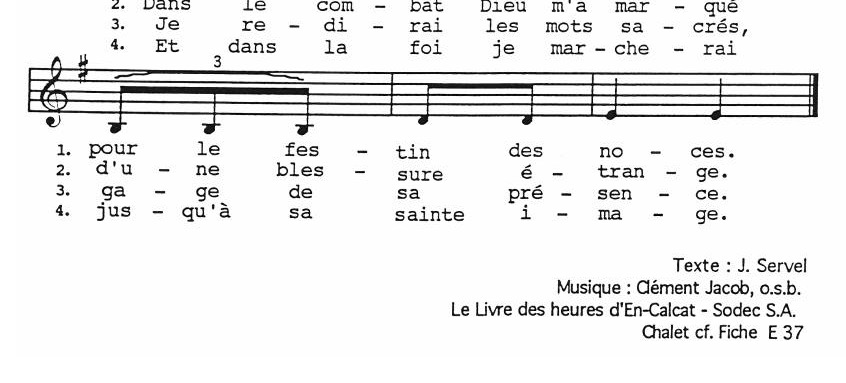 2. Dans le com - bat Dieu m'a mar - qué
3. Je re - di - rai les mots sa - crés,
4. Et dans la foi je mar - che - rai
3
1. pour le fes - tin des no - ces.
2. d'u - ne bles - sure é - tran - ge.
3. ga - ge de sa pré - sen - ce.
4. jus - qu'à sa sainte i - ma - ge.
Texte : J. Servel
Musique : Clément Jacob, o.s.b.
Le Livre des heures d'En-Calcat - Sodec S.A.
Chalet cf. Fiche E 37